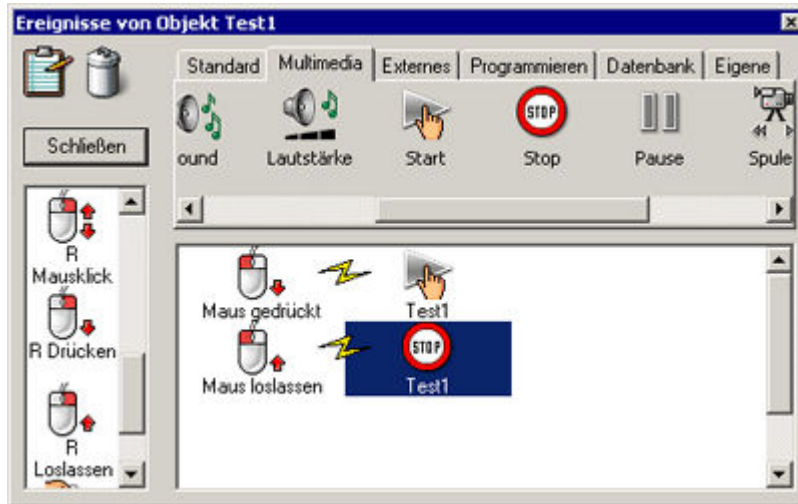 Ereignisse von Objekt Test1
Standard Multimedia Externes Programmieren Datenbank Eigene
Schließen
ound Lautstärke Start STOP Stop Pause Spule
R
Mausklick
R Drücken
R
Loslassen
Maus gedrückt Test1
STOP
Maus loslassen Test1